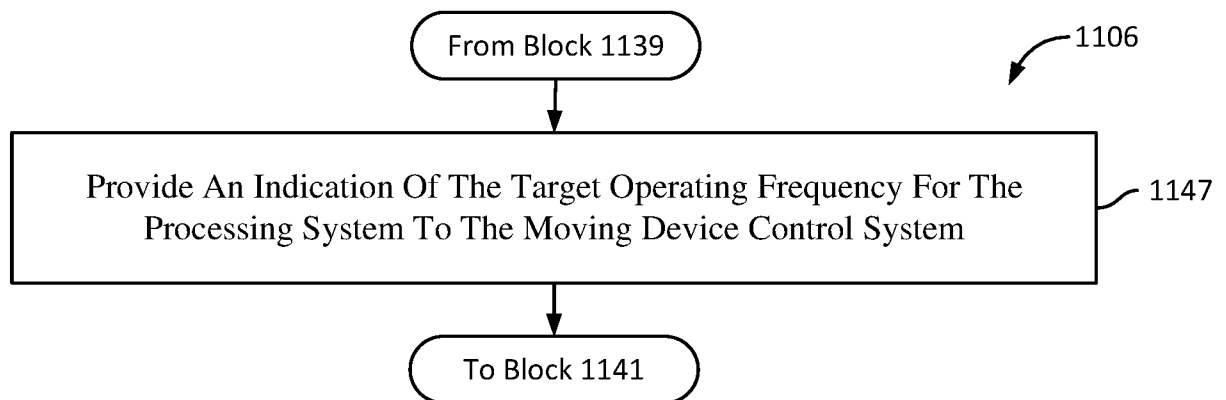 From Block 1139
1106
Provide An Indication Of The Target Operating Frequency For The
Processing System To The Moving Device Control System
1147
To Block 1141